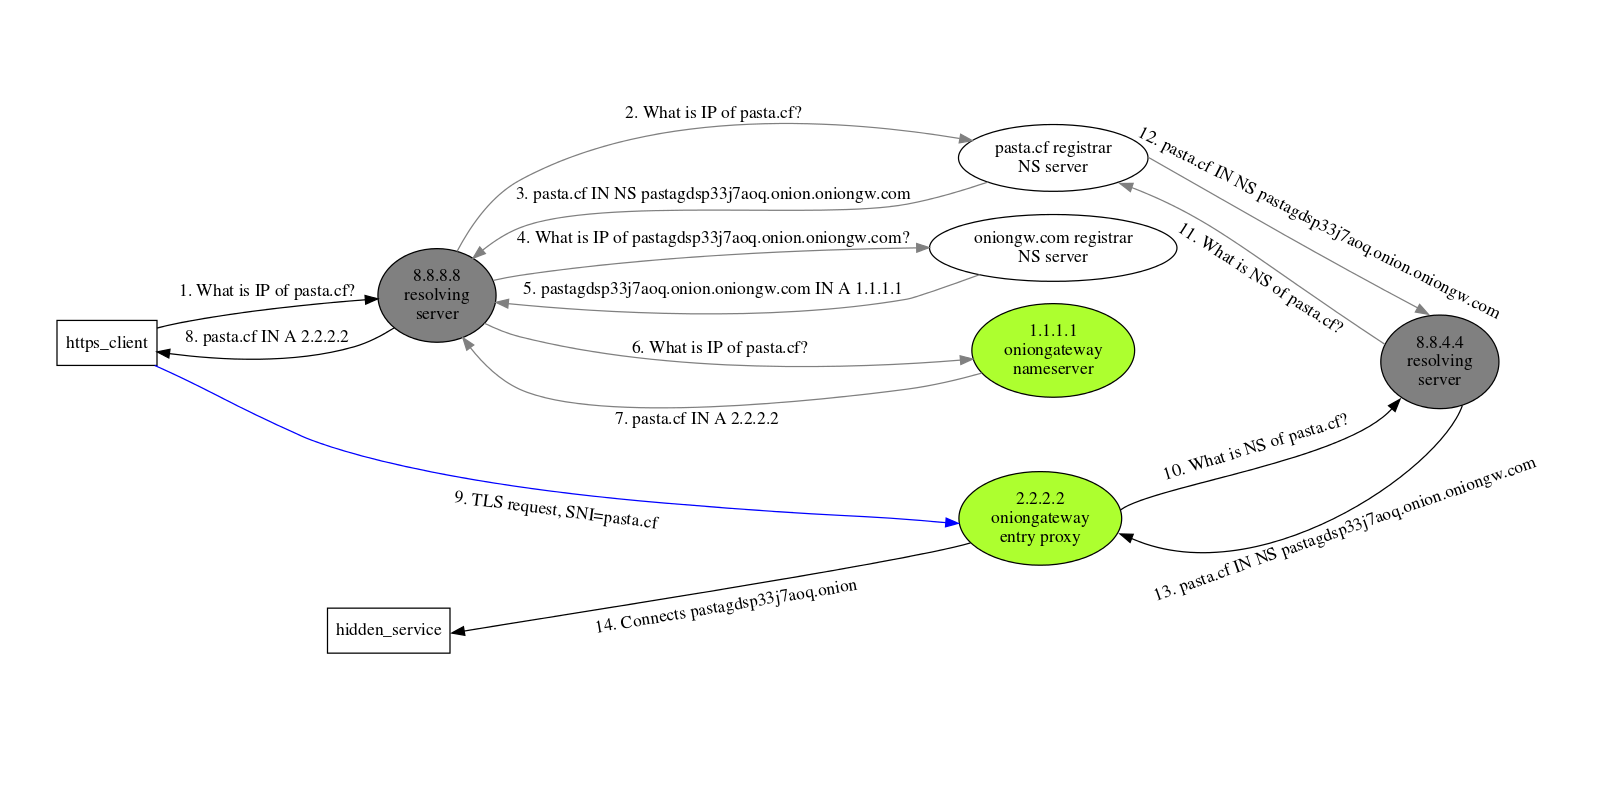 2. What is IP of pasta.cf?
12. pasta.cf IN NS pastagdsp33j7aoq.onion.oniongw.com
pasta.cf registrar
NS server
3. pasta.cf IN NS pastagdsp33j7aoq.onion.oniongw.com
4. What is IP of pastagdsp33j7aoq.onion.oniongw.com?
oniongw.com registrar
NS server
11. What is NS of pasta.cf?
8.8.8.8
resolving
server
1. What is IP of pasta.cf?
5. pastagdsp33j7aoq.onion.oniongw.com IN A 1.1.1.1
8. pasta.cf IN A 2.2.2.2
https_client
6. What is IP of pasta.cf?
1.1.1.1
oniongateway
nameserver
8.8.4.4
resolving
server
7. pasta.cf IN A 2.2.2.2
10. What is NS of pasta.cf?
9. TLS request, SNI=pasta.cf
2.2.2.2
oniongateway
entry proxy
13. pasta.cf IN NS pastagdsp33j7aoq.onion.oniongw.com
14. Connects pastagdsp33j7aoq.onion
hidden_service